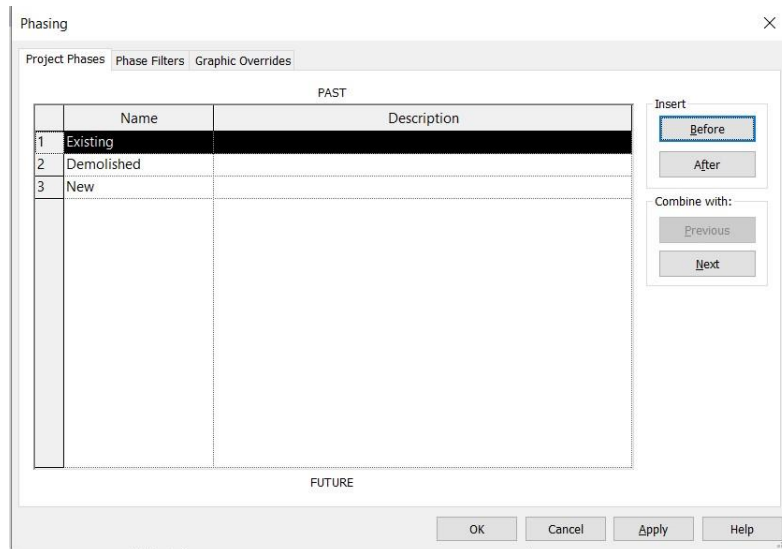 Phasing
Project Phases Phase Filters Graphic Overrides
PAST
Name Description
1 Existing
2 Demolished
3 New
FUTURE
Insert
Before
After
Combine with:
Previous
Next
OK Cancel Apply Help